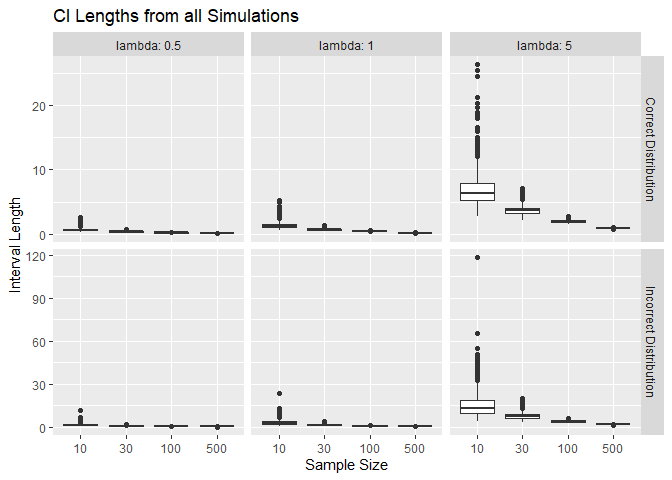 CI Lengths from all Simulations
lambda: 0.5
lambda: 1
lambda: 5
Interval Length
20
10
0
Correct Distribution
120
90
60
30
0
Incorrect Distribution
10 30 100 500
10 30 100 500
10 30 100 500
Sample Size